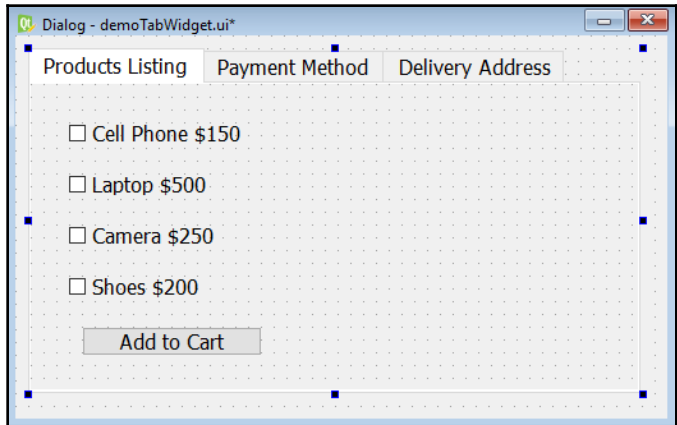 Dialog - demoTabWidget.ui*
Products Listing Payment Method Delivery Address
Cell Phone $150
Laptop $500
Camera $250
Shoes $200
Add to Cart